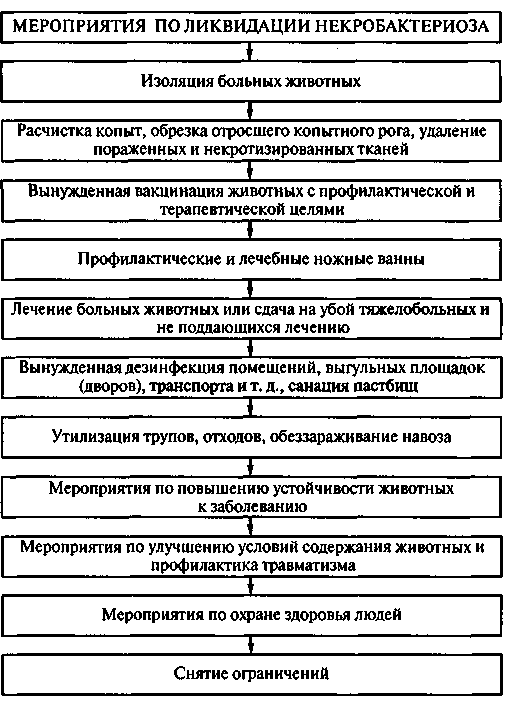 МЕРОПРИЯТИЯ ПО ЛИКВИДАЦИИ НЕКРОБАКТЕРИОЗА
Изоляция больных животных
Расчистка копыт, обрезка отросшего копытного рога, удаление
пораженных и некротизированных тканей
Вынужденная вакцинация животных с профилактической и
терапевтической целями
Профилактические и лечебные ножные ванны
Лечение больных животных или сдача на убой тяжелобольных и
не поддающихся лечению
Вынужденная дезинфекция помещений, выгульных площадок
(дворов), транспорта и т. д., санация пастбищ
Утилизация трупов, отходов, обеззараживание навоза
Мероприятия по повышению устойчивости животных
к заболеванию
Мероприятия по улучшению условий содержания животных и
профилактика травматизма
Мероприятия по охране здоровья людей
Снятие ограничений